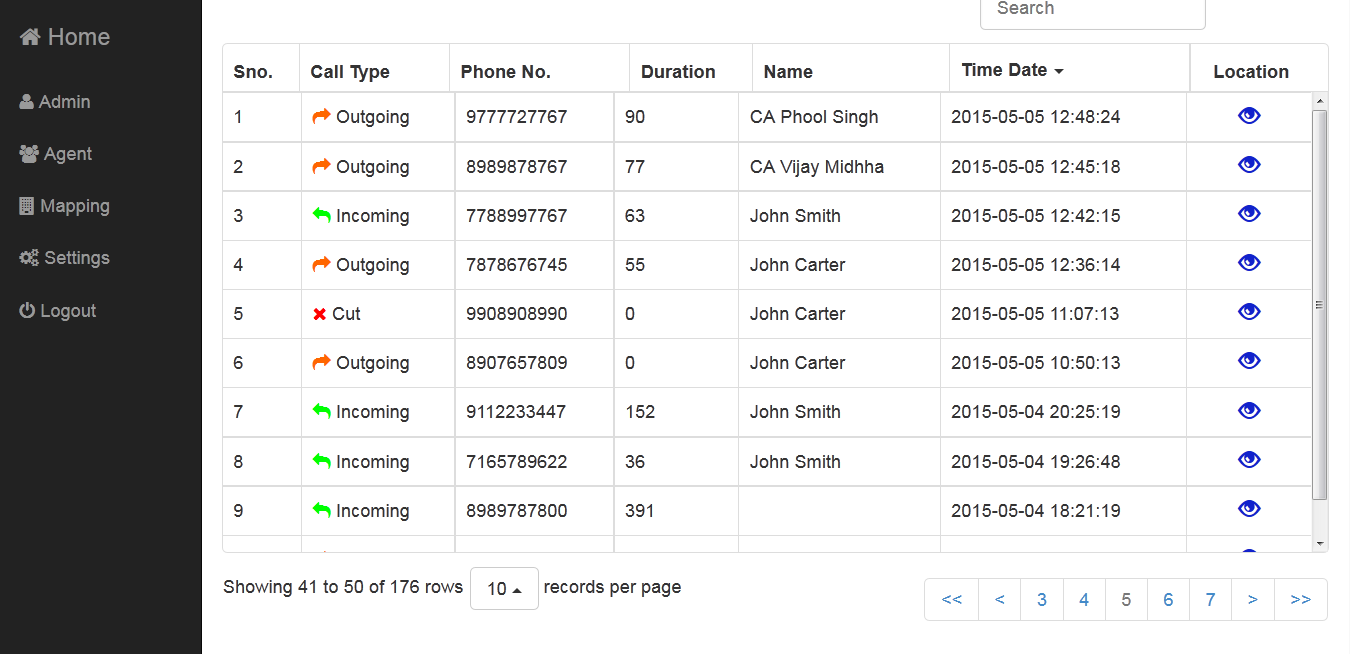 Home
Admin
Agent
Mapping
Settings
Logout
Search
Sno. Call Type Phone No. Duration Name Time Date Location
1 Outgoing 9777727767 90 CA Phool Singh 2015-05-05 12:48:24
2 Outgoing 8989878767 77 CA Vijay Midhha 2015-05-05 12:45:18
3 Incoming 7788997767 63 John Smith 2015-05-05 12:42:15
4 Outgoing 7878676745 55 John Carter 2015-05-05 12:36:14
5 Cut 9908908990 0 John Carter 2015-05-05 11:07:13
6 Outgoing 8907657809 0 John Carter 2015-05-05 10:50:13
7 Incoming 9112233447 152 John Smith 2015-05-04 20:25:19
8 Incoming 7165789622 36 John Smith 2015-05-04 19:26:48
9 Incoming 8989787800 391 2015-05-04 18:21:19
Showing 41 to 50 of 176 rows 10 records per page
<< < 3 4 5 6 7 > >>